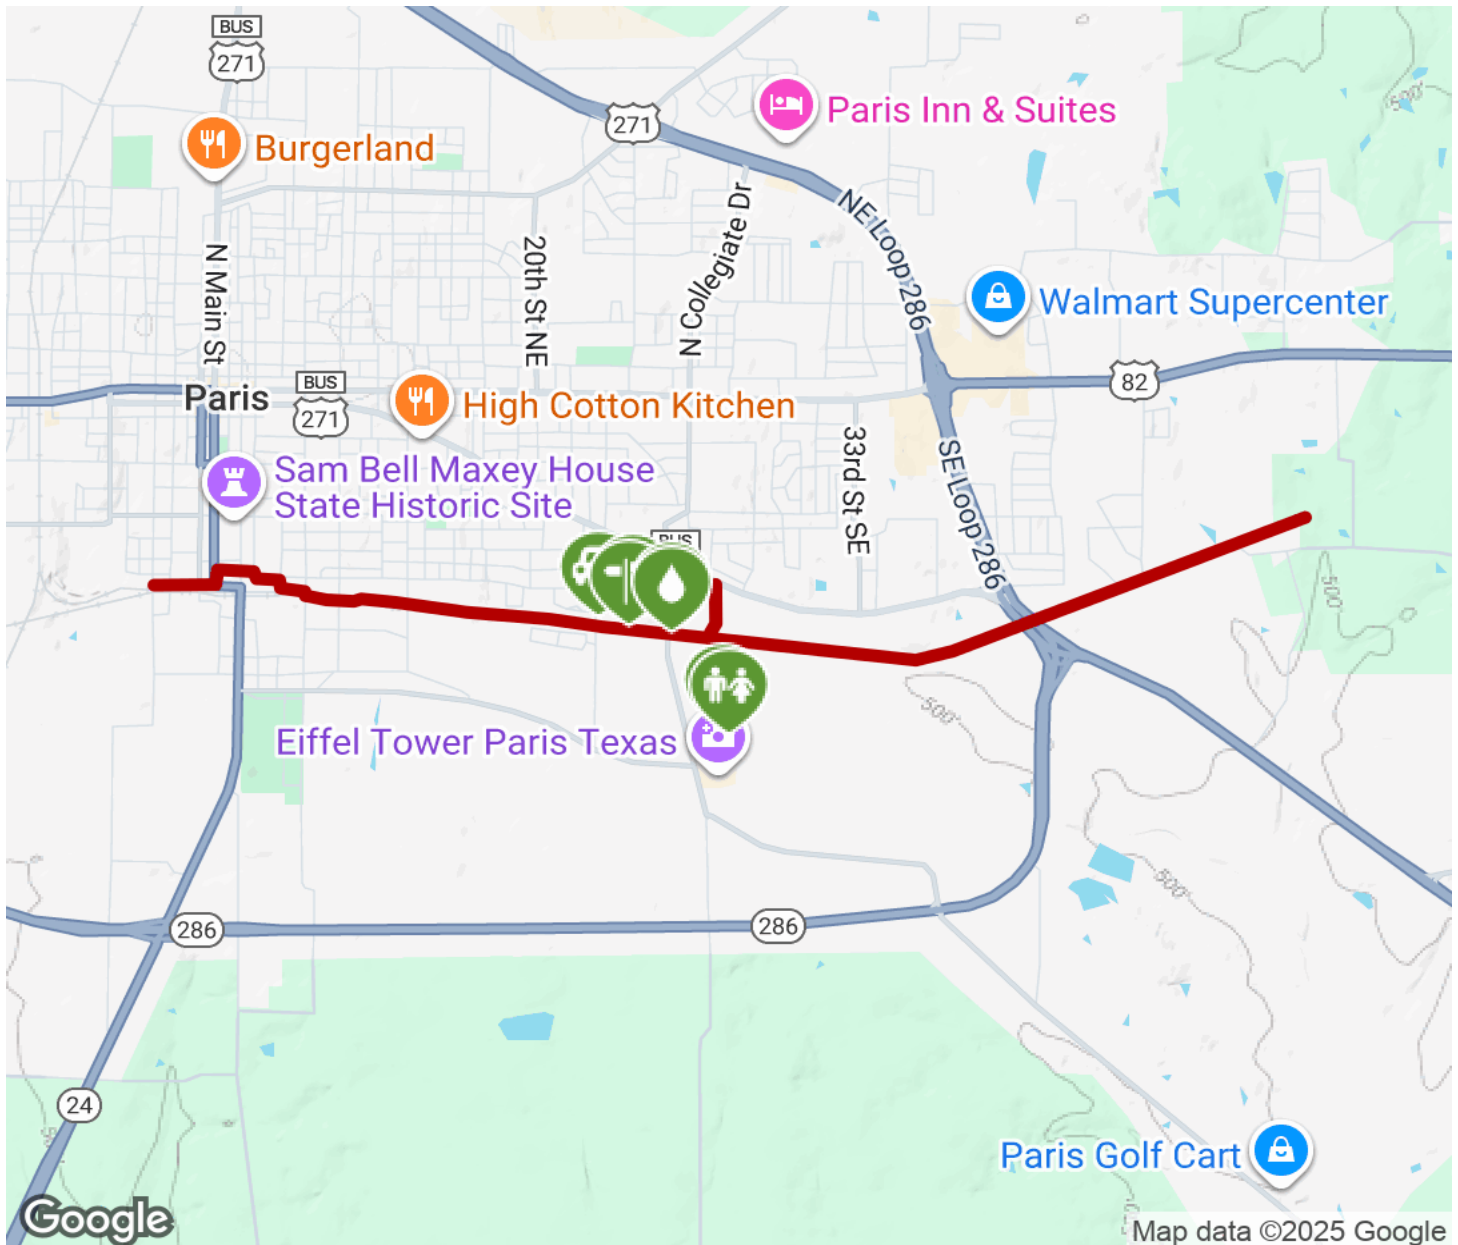 BUS
271
Burgerland
271
Paris Inn & Suites
500'
N Main St
20th St NE
N Collegiate Dr
NE Loop 286
Walmart Supercenter
82
Paris
BUS
271
High Cotton Kitchen
33rd St SE
SE Loop 286
Sam Bell Maxey House
State Historic Site
BUS
500'
500'
Eiffel Tower Paris Texas
500'
286
286
24
Paris Golf Cart
Google
Map data ©2025 Google